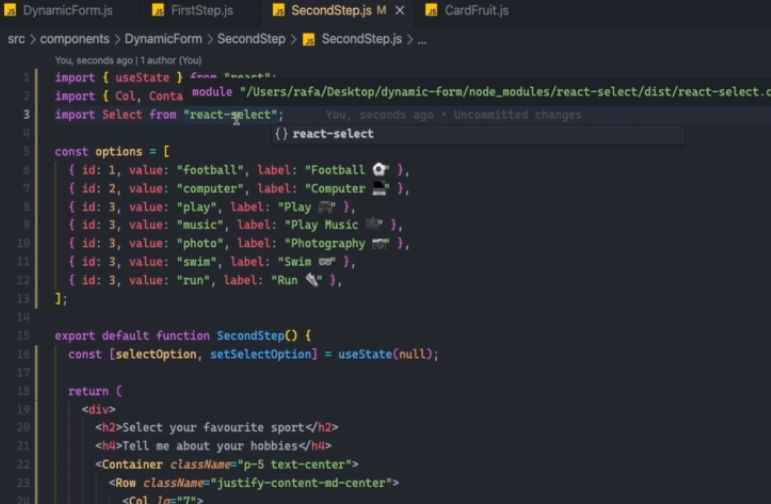 DynamicForm.js FirstStep.js SecondStep.js M × CardFruit.js
src > components > DynamicForm > SecondStep > SecondStep.js > ...
You, seconds ago | 1 author (You)
1 import { useState } from "react";
module "/Users/rafa/Desktop/dynamic-form/node_modules/react-select/dist/react-select.c
2 import { Col, Conta
3 import Select from "react-select"; You, seconds ago • Uncommitted changes
{} react-select
4
5 const options = [
6 { id: 1, value: "football", label: "Football ⚽" },
7 { id: 2, value: "computer", label: "Computer 💻" },
8 { id: 3, value: "play", label: "Play 🎮" },
9 { id: 3, value: "music", label: "Play Music 📻" },
10 { id: 3, value: "photo", label: "Photography 📷" },
11 { id: 3, value: "swim", label: "Swim 🥽" },
12 { id: 3, value: "run", label: "Run 👟" },
13 ];
14
15 export default function SecondStep() {
16 const [selectOption, setSelectOption] = useState(null);
17
18 return (
19 <div>
20 <h2>Select your favourite sport</h2>
21 <h4>Tell me about your hobbies</h4>
22 <Container className="p-5 text-center">
23 <Row className="justify-content-md-center">
24 <Col lg="7">